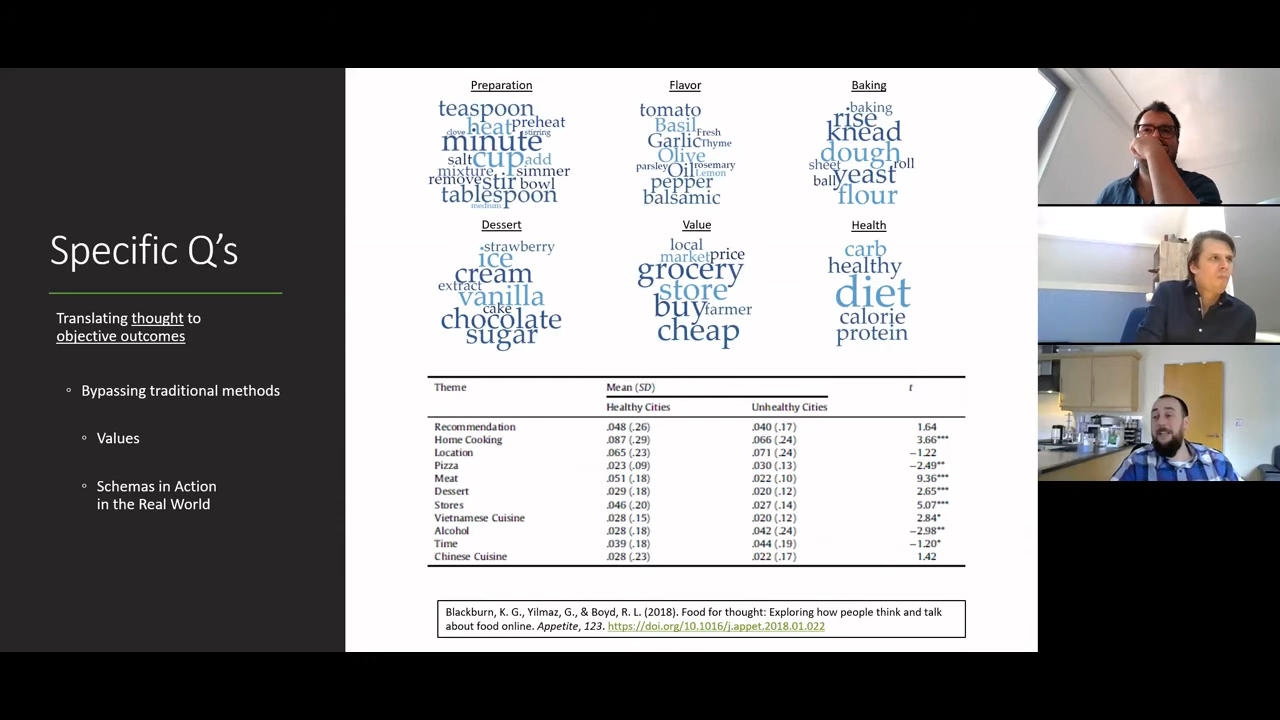 Specific Q's
Translating thought to
objective outcomes
◦ Bypassing traditional methods
◦ Values
◦ Schemas in Action
in the Real World
Preparation
teaspoon
heat preheat
clove stirring
minute
salt cup add
mixture simmer
remove stir bowl
tablespoon
medium
Flavor
tomato
Basil
Fresh
Garlic Thyme
Olive
parsley Oil rosemary
Lemon
pepper
balsamic
Baking
baking
rise
knead
dough
sheet roll
ball yeast
flour
Dessert
strawberry
ice
cream
extract
vanilla
cake
chocolate
sugar
Value
local
market price
grocery
store
buy farmer
cheap
Health
carb
healthy
diet
calorie
protein
Theme Mean (SD) t
Healthy Cities Unhealthy Cities
Recommendation .048 (.26) .040 (.17) 1.64
Home Cooking .087 (.29) .066 (.24) 3.66***
Location .065 (.23) .071 (.24) −1.22
Pizza .023 (.09) .030 (.13) −2.49**
Meat .051 (.18) .022 (.10) 9.36***
Dessert .029 (.18) .020 (.12) 2.65***
Stores .046 (.20) .027 (.14) 5.07***
Vietnamese Cuisine .028 (.15) .020 (.12) 2.84*
Alcohol .028 (.18) .042 (.24) −2.98**
Time .039 (.18) .044 (.19) −1.20*
Chinese Cuisine .028 (.23) .022 (.17) 1.42
Blackburn, K. G., Yilmaz, G., & Boyd, R. L. (2018). Food for thought: Exploring how people think and talk
about food online. Appetite, 123. https://doi.org/10.1016/j.appet.2018.01.022